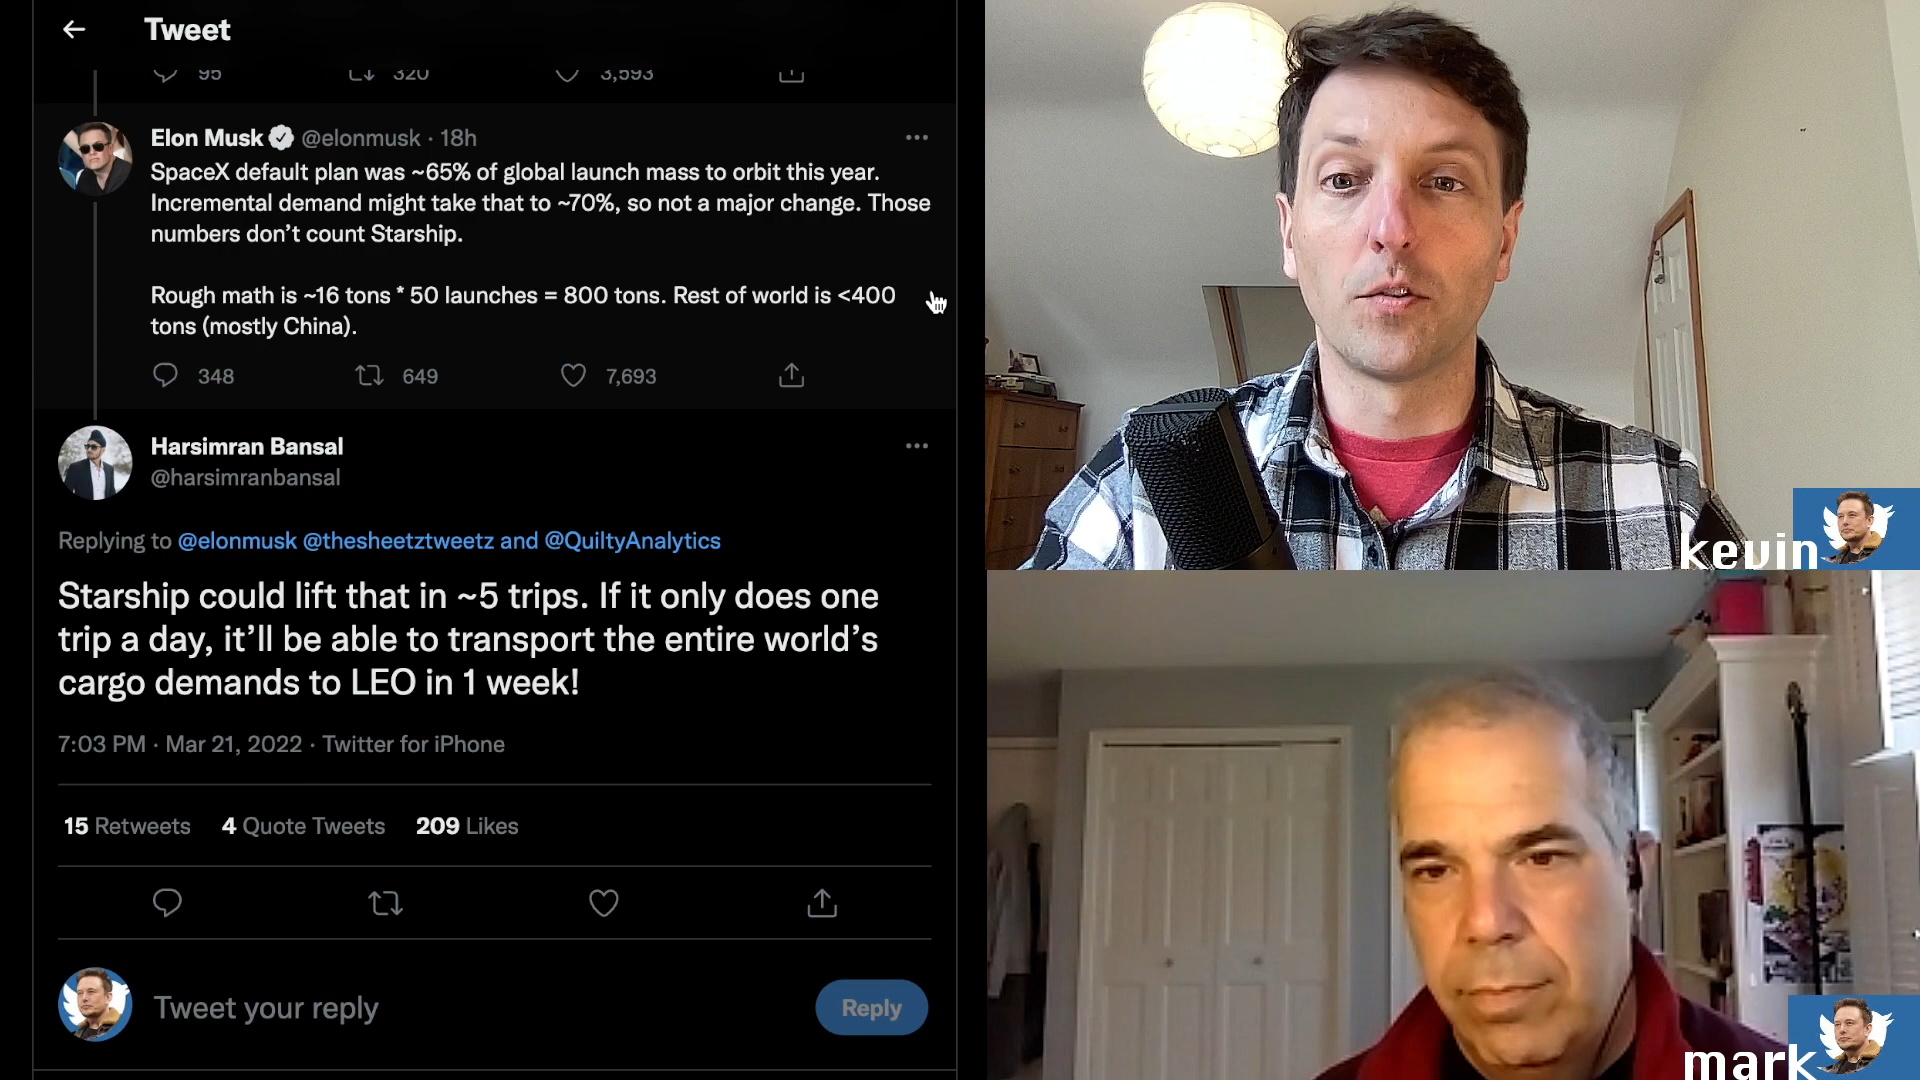 Tweet
95 320 3,593
Elon Musk @elonmusk · 18h
SpaceX default plan was ~65% of global launch mass to orbit this year.
Incremental demand might take that to ~70%, so not a major change. Those
numbers don’t count Starship.
Rough math is ~16 tons * 50 launches = 800 tons. Rest of world is <400
tons (mostly China).
348 649 7,693
Harsimran Bansal
@harsimranbansal
Replying to @elonmusk @thesheetztweetz and @QuiltyAnalytics
Starship could lift that in ~5 trips. If it only does one
trip a day, it’ll be able to transport the entire world’s
cargo demands to LEO in 1 week!
7:03 PM · Mar 21, 2022 · Twitter for iPhone
15 Retweets 4 Quote Tweets 209 Likes
Tweet your reply
Reply
kevin
mark